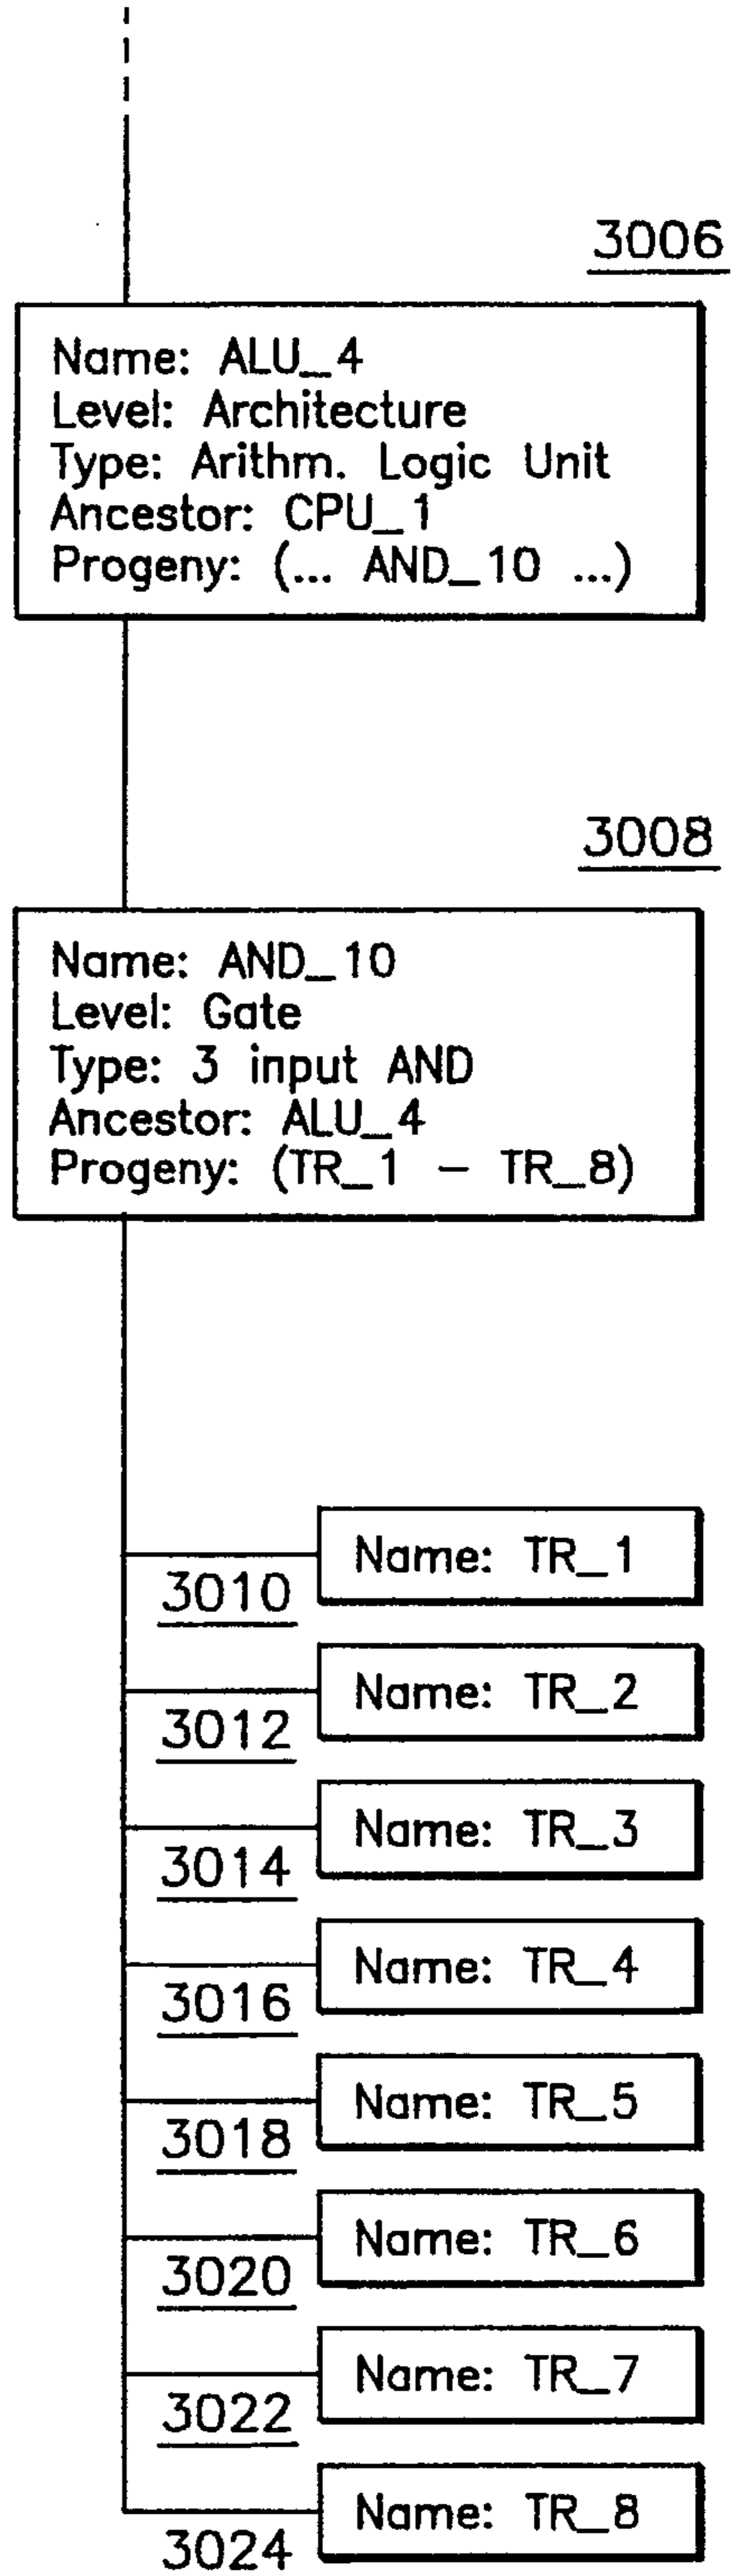 3006
Name: ALU_4
Level: Architecture
Type: Arithm. Logic Unit
Ancestor: CPU_1
Progeny: (... AND_10 ...)
3008
Name: AND_10
Level: Gate
Type: 3 input AND
Ancestor: ALU_4
Progeny: (TR_1 – TR_8)
Name: TR_1
3010
Name: TR_2
3012
Name: TR_3
3014
Name: TR_4
3016
Name: TR_5
3018
Name: TR_6
3020
Name: TR_7
3022
Name: TR_8
3024